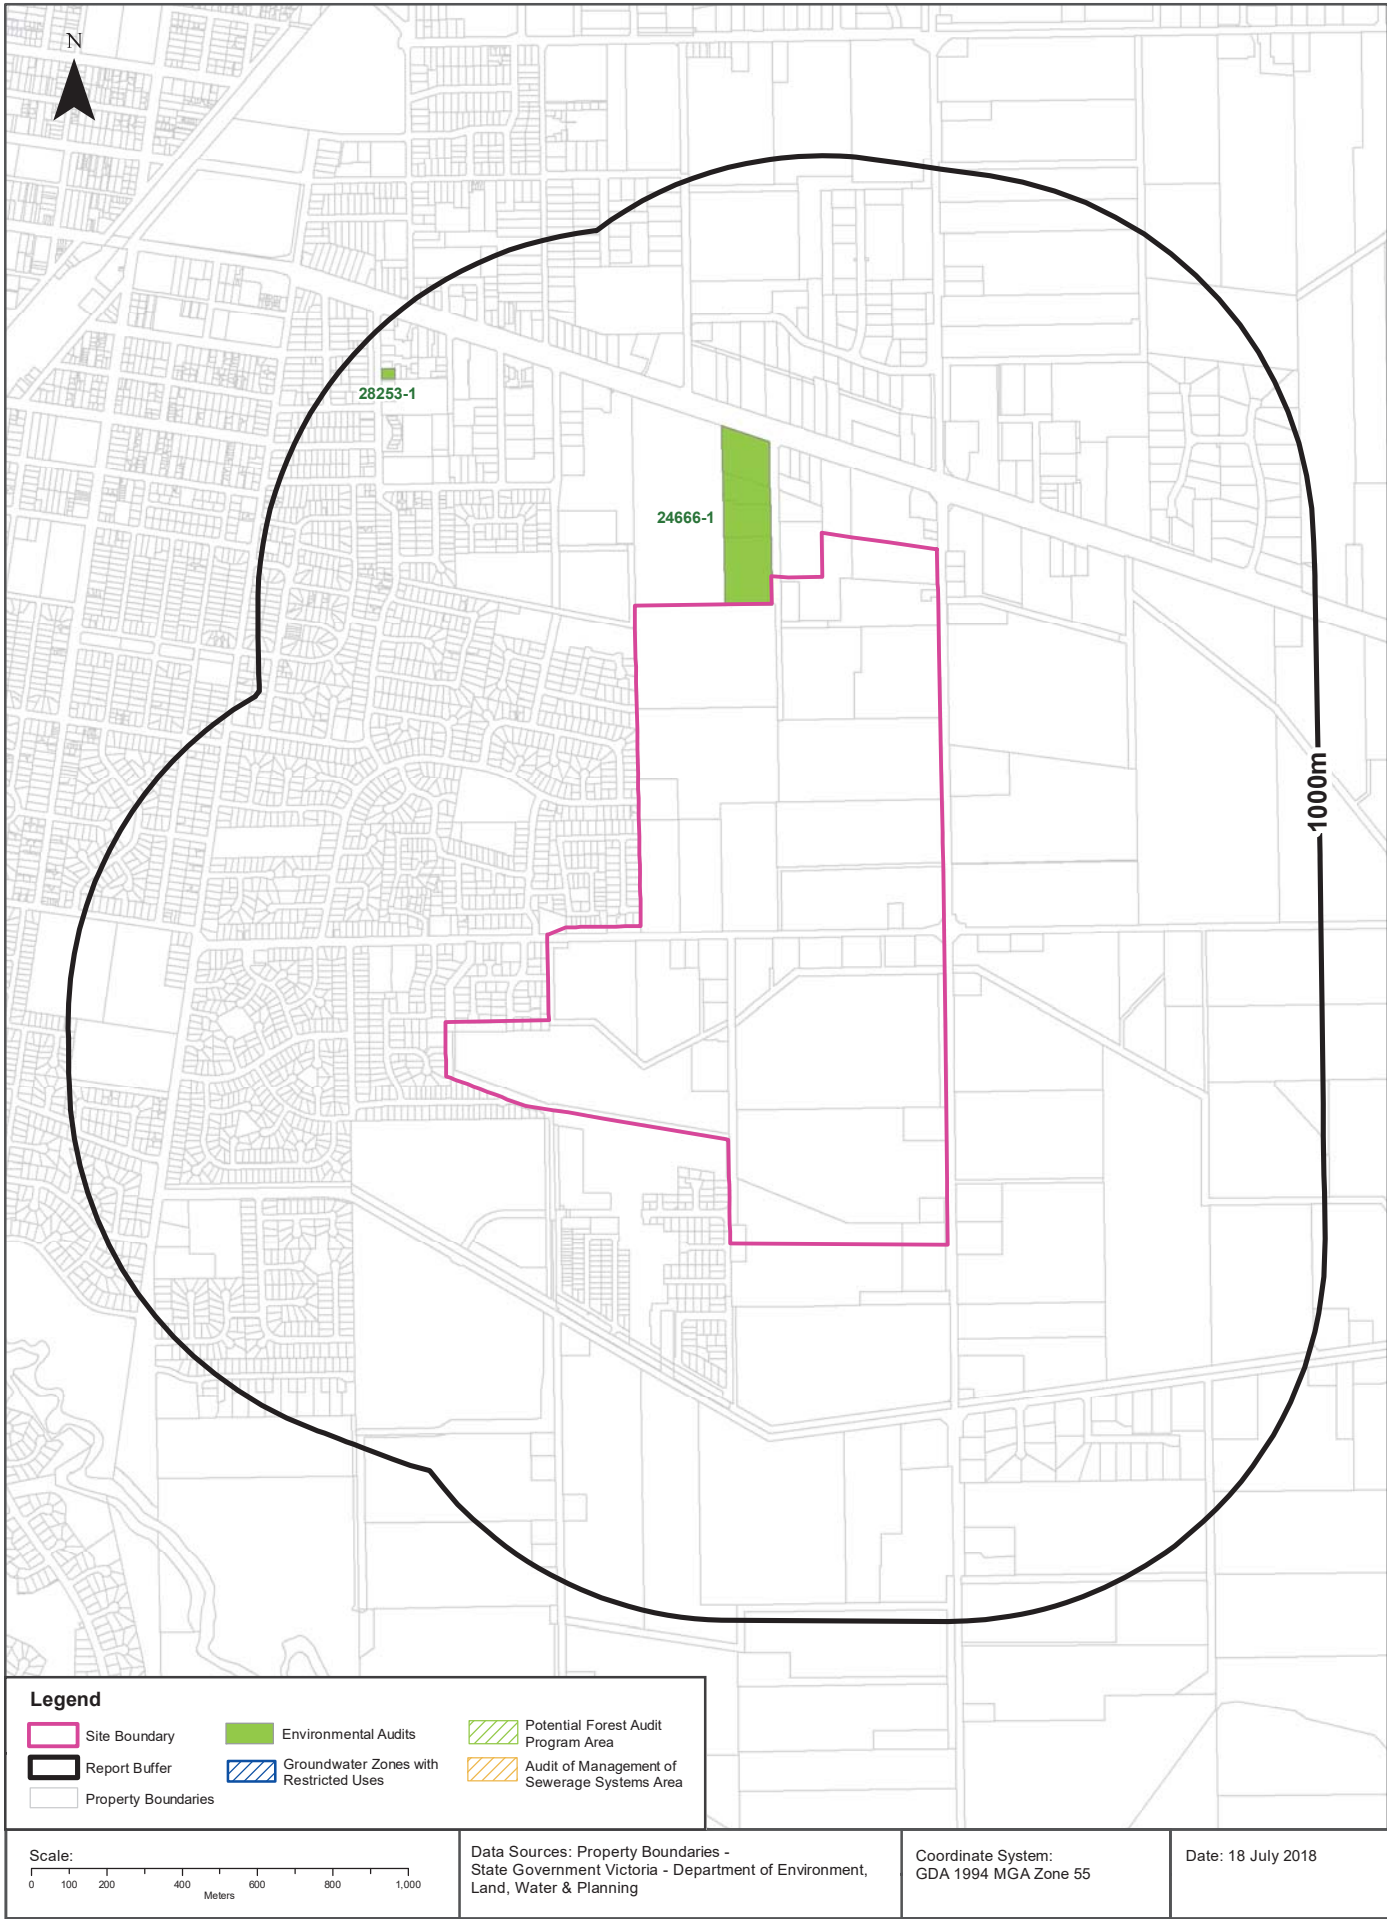 N
28253-1
24666-1
1000m
Legend
Site Boundary
Report Buffer
Property Boundaries
Environmental Audits
Groundwater Zones with
Restricted Uses
Potential Forest Audit
Program Area
Audit of Management of
Sewerage Systems Area
Scale:
0 100 200 400 600 800 1,000
Meters
Data Sources: Property Boundaries -
State Government Victoria - Department of Environment,
Land, Water & Planning
Coordinate System:
GDA 1994 MGA Zone 55
Date: 18 July 2018